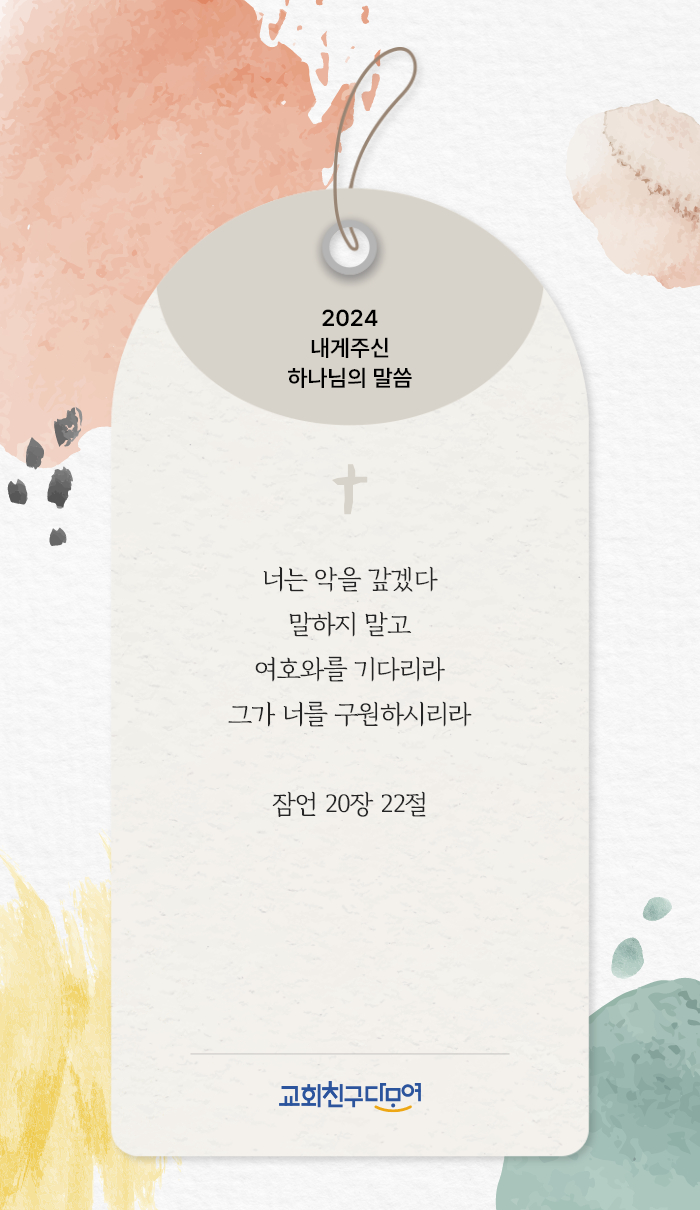 2024
내게주신
하나님의 말씀
너는 악을 갚겠다
말하지 말고
여호와를 기다리라
그가 너를 구원하시리라
잠언 20장 22절
교회친구다모여